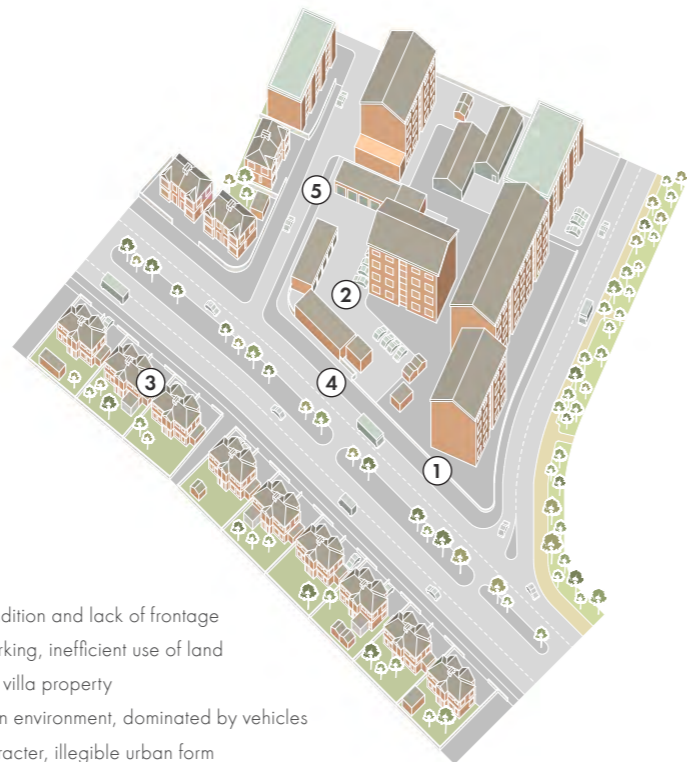 5
2
3
4
1
dition and lack of frontage
rking, inefficient use of land
villa property
n environment, dominated by vehicles
racter, illegible urban form